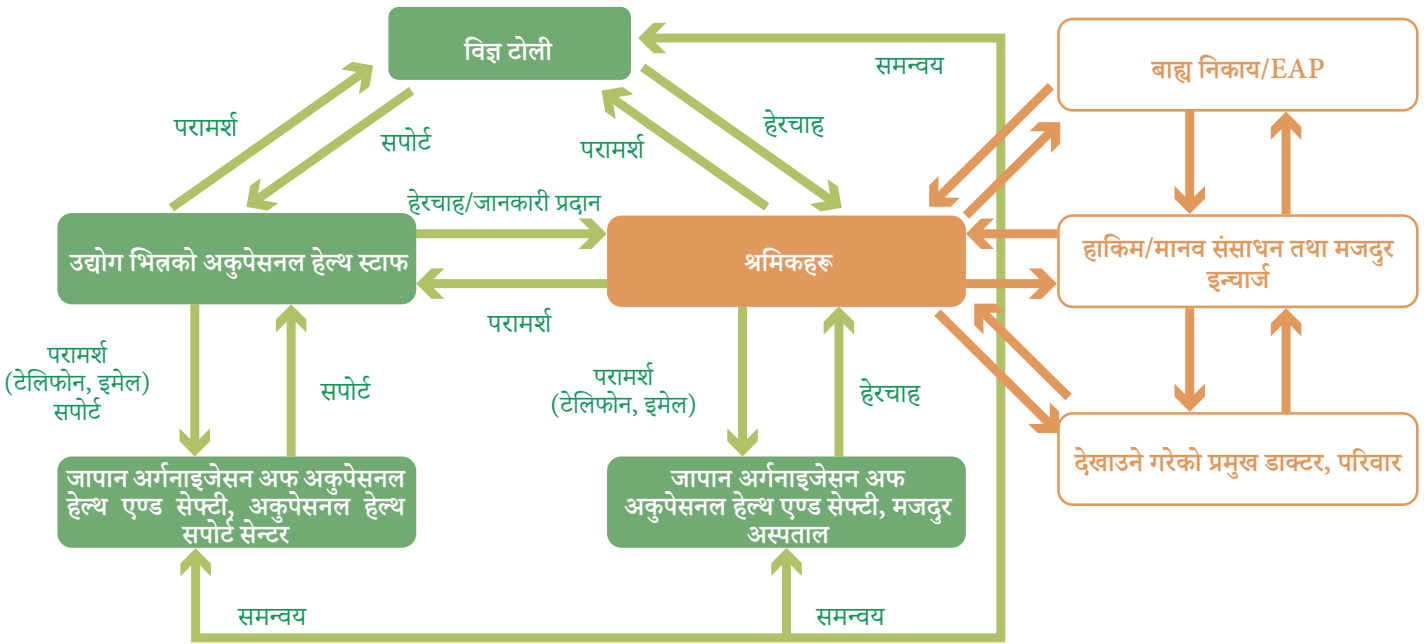 विज्ञ टोली
समन्वय
बाह्य निकाय/EAP
परामर्श
सपोर्ट
परामर्श
हेरचाह
हेरचाह/जानकारी प्रदान
उद्योग भित्रको अकुपेसनल हेल्थ स्टाफ
श्रमिकहरू
हाकिम/मानव संसाधन तथा मजदुर
इन्चार्ज
परामर्श
परामर्श
(टेलिफोन, इमेल)
सपोर्ट
सपोर्ट
परामर्श
(टेलिफोन, इमेल)
हेरचाह
देखाउने गरेको प्रमुख डाक्टर, परिवार
जापान अर्गनाइजेसन अफ अकुपेसनल
हेल्थ एण्ड सेफ्टी, अकुपेसनल हेल्थ
सपोर्ट सेन्टर
जापान अर्गनाइजेसन अफ
अकुपेसनल हेल्थ एण्ड सेफ्टी, मजदुर
अस्पताल
समन्वय
समन्वय